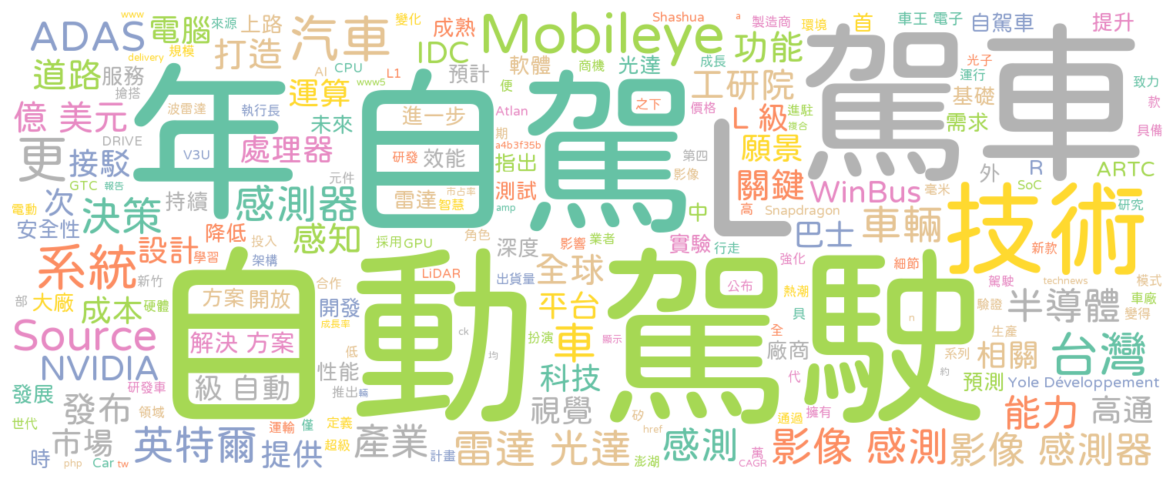 www
來源
上路
變化
Shashua
a
製造商
環境
首
車王 電子
自駕車
提升
ADAS
電腦
打造
汽車
成熟
IDC
Mobileye
功能
駕車
delivery
規模
AI
CPU
L1
www5
預計
軟體
商機
光達
成長
光子
運行
致力
道路
服務
搶搭
年 自駕
運算
便
工研院
基礎
款
億 美元
波雷達
執行長
未來
進一步
Atlan
之下
價格
進駐
L 級
需求
具備
更
接駁
DRIVE
V3U
處理器
期
a4b3f35b
指出
複合
願景
外
R
ARTC
GTC
報告
元件
研發
效能
測試
影像
第四
L
關鍵
WinBus
毫米
SoC
電動
次
決策
持續
感測器
雷達
市占率
智慧
amp
中
高
Snapdragon
技術
研究
安全性
降低
感知
採用
GPU
角色
深度
影響
業者
實驗
行走
巴士
車輛
新款
系統
設計
學習
投入
架構
LiDAR
出貨量
全球
強化
細節
駕駛
模式
部
大廠
成本
新竹
硬體
方案
開放
合作
開發
自動 駕駛
平台
公布
熱潮
驗證
technews
半導體
車廠
變得
Source
解決 方案
成長率
ck
扮演
車
具
全
n
生產
台灣
NVIDIA
級 自動
低
性能
顯示
均
科技
廠商
系列
相關
發展
研發車
推出
輪
代
約
預測
Yole Développement
世代
發布
領域
視覺
矽
通過
擁有
能力
高通
時
市場
運輸
僅
定義
超級
產業
href
php
Car
tw
英特爾
提供
計畫
雷達 光達
澎湖
感測
萬
CAGR
影像 感測
影像 感測器